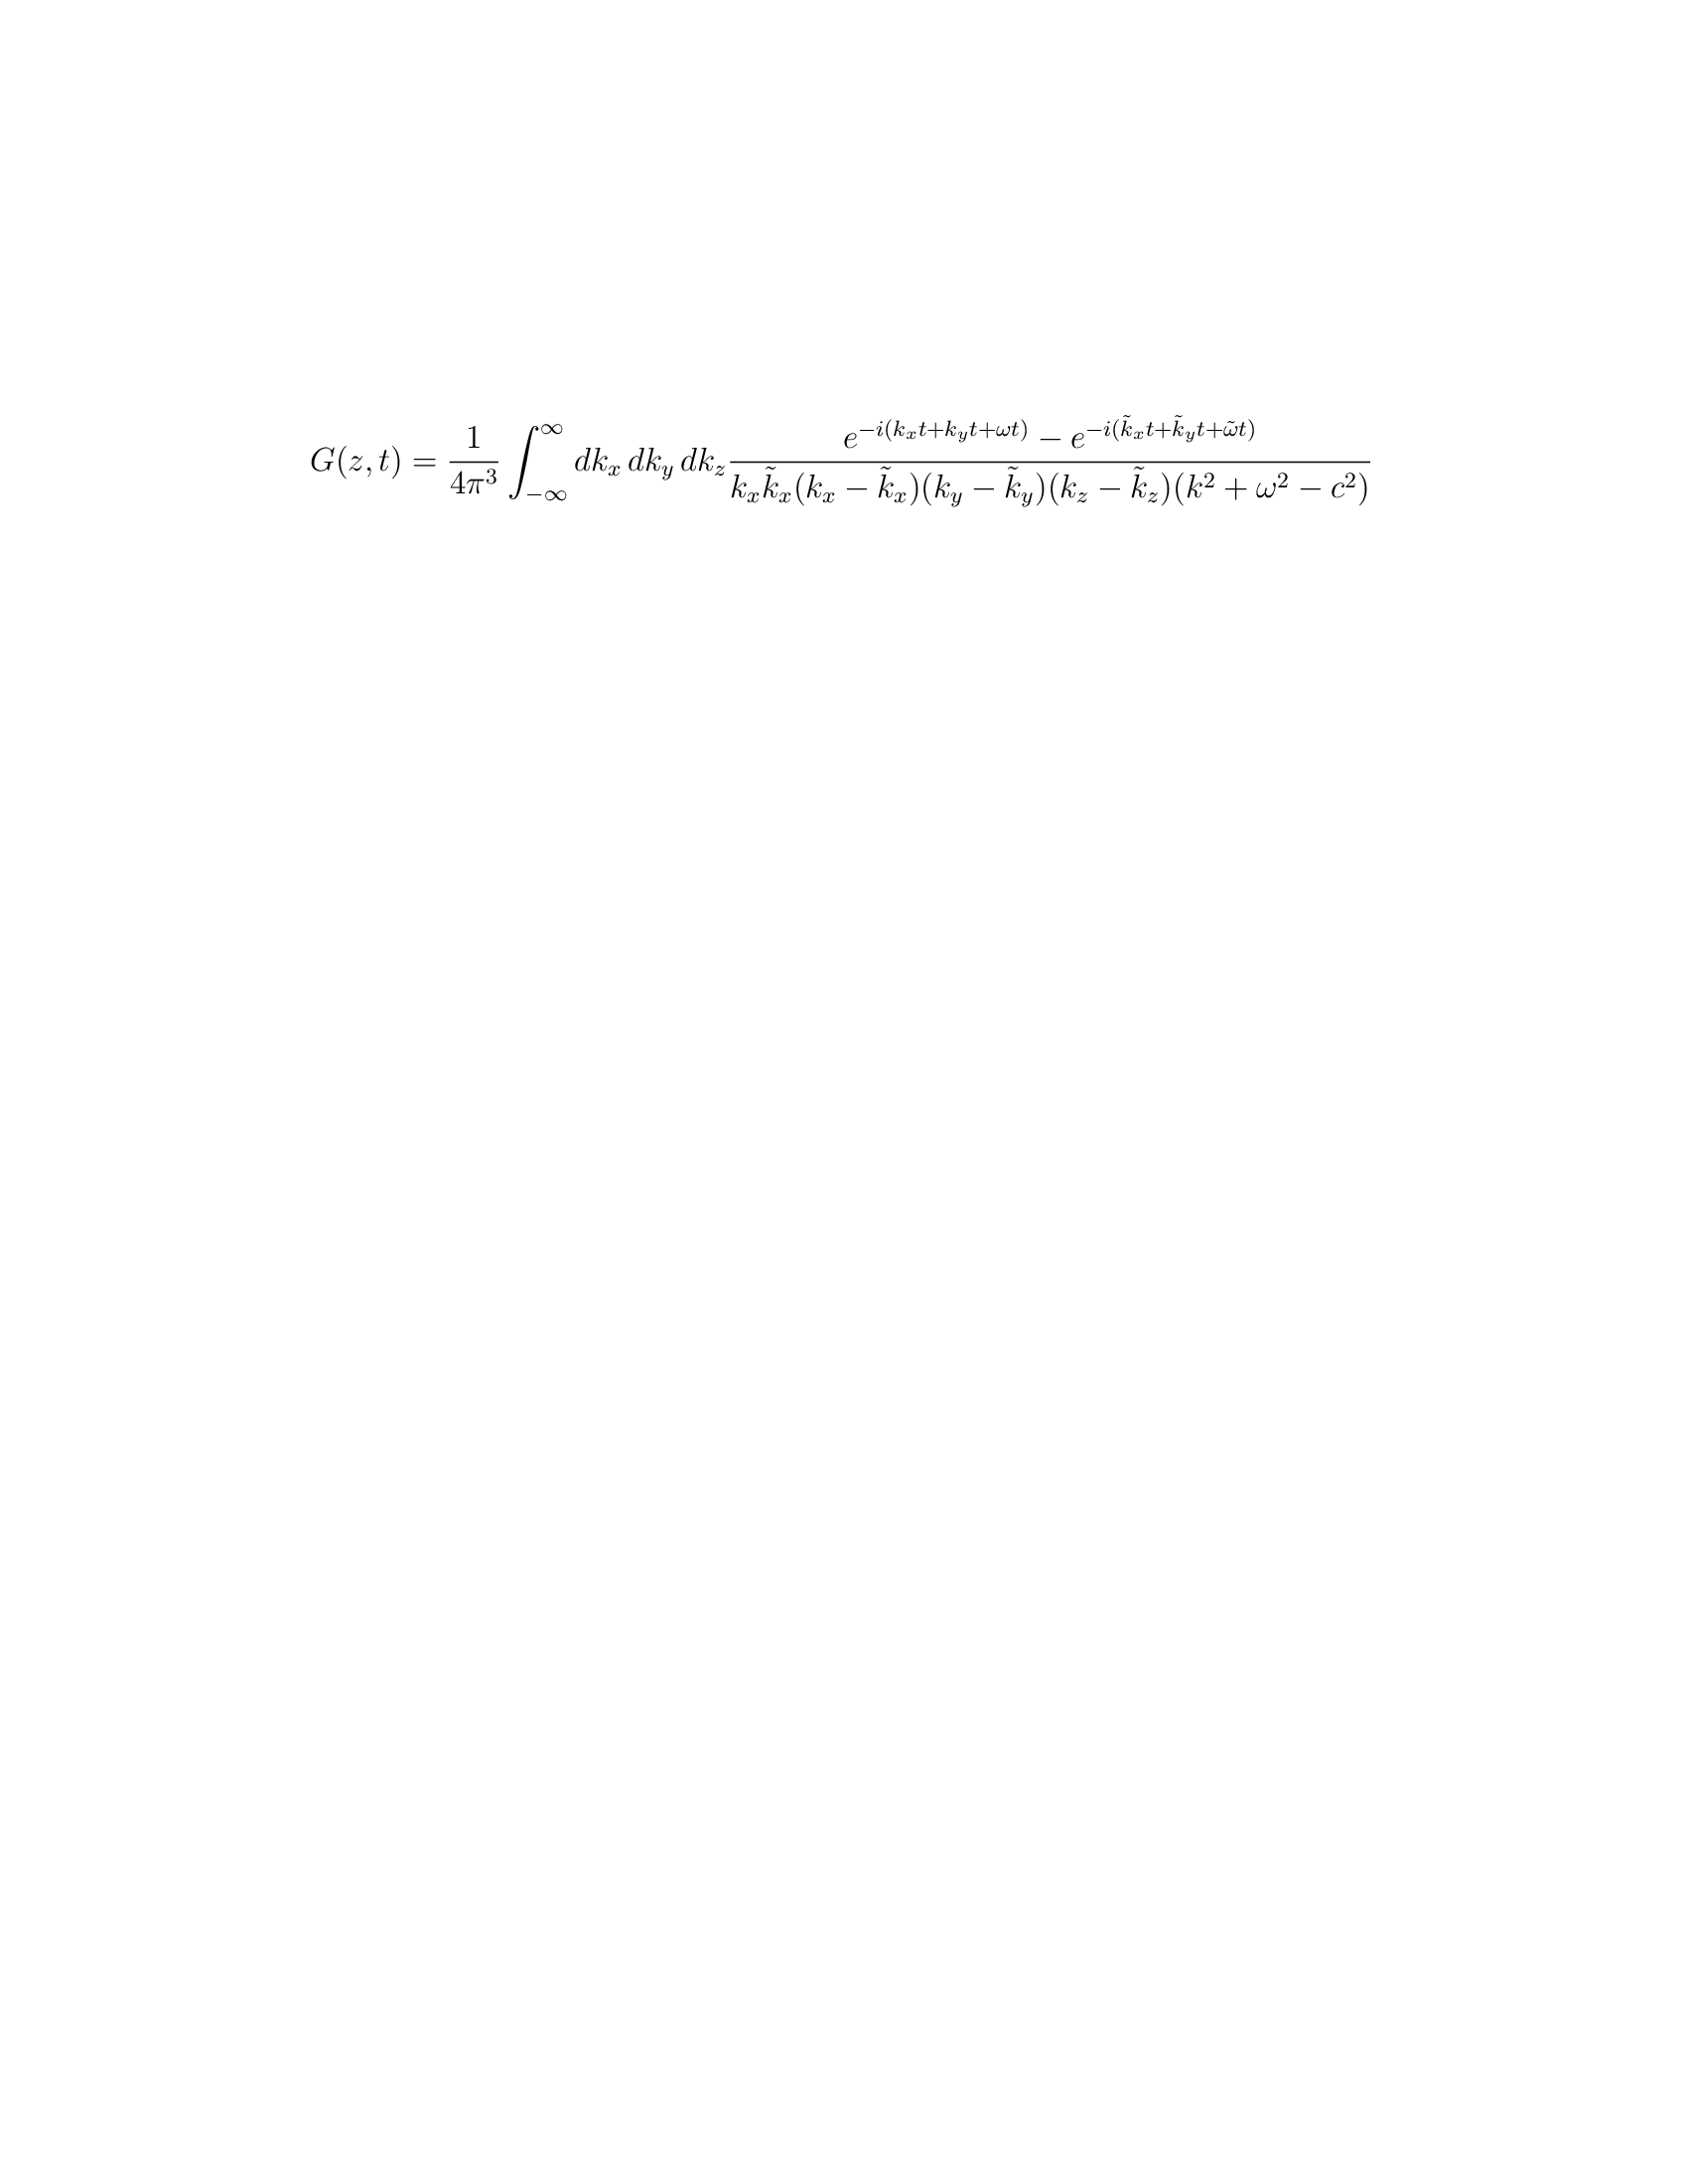 $$G(z,t) = \frac{1}{4\pi^3} \int_{-\infty}^{\infty} dk_x \, dk_y \, dk_z \frac{e^{-i(k_x t + k_y t + \omega t)} - e^{-i(\tilde{k}_x t + \tilde{k}_y t + \tilde{\omega} t)}}{k_x \tilde{k}_x (k_x - \tilde{k}_x)(k_y - \tilde{k}_y)(k_z - \tilde{k}_z)(k^2 + \omega^2 - c^2)}$$